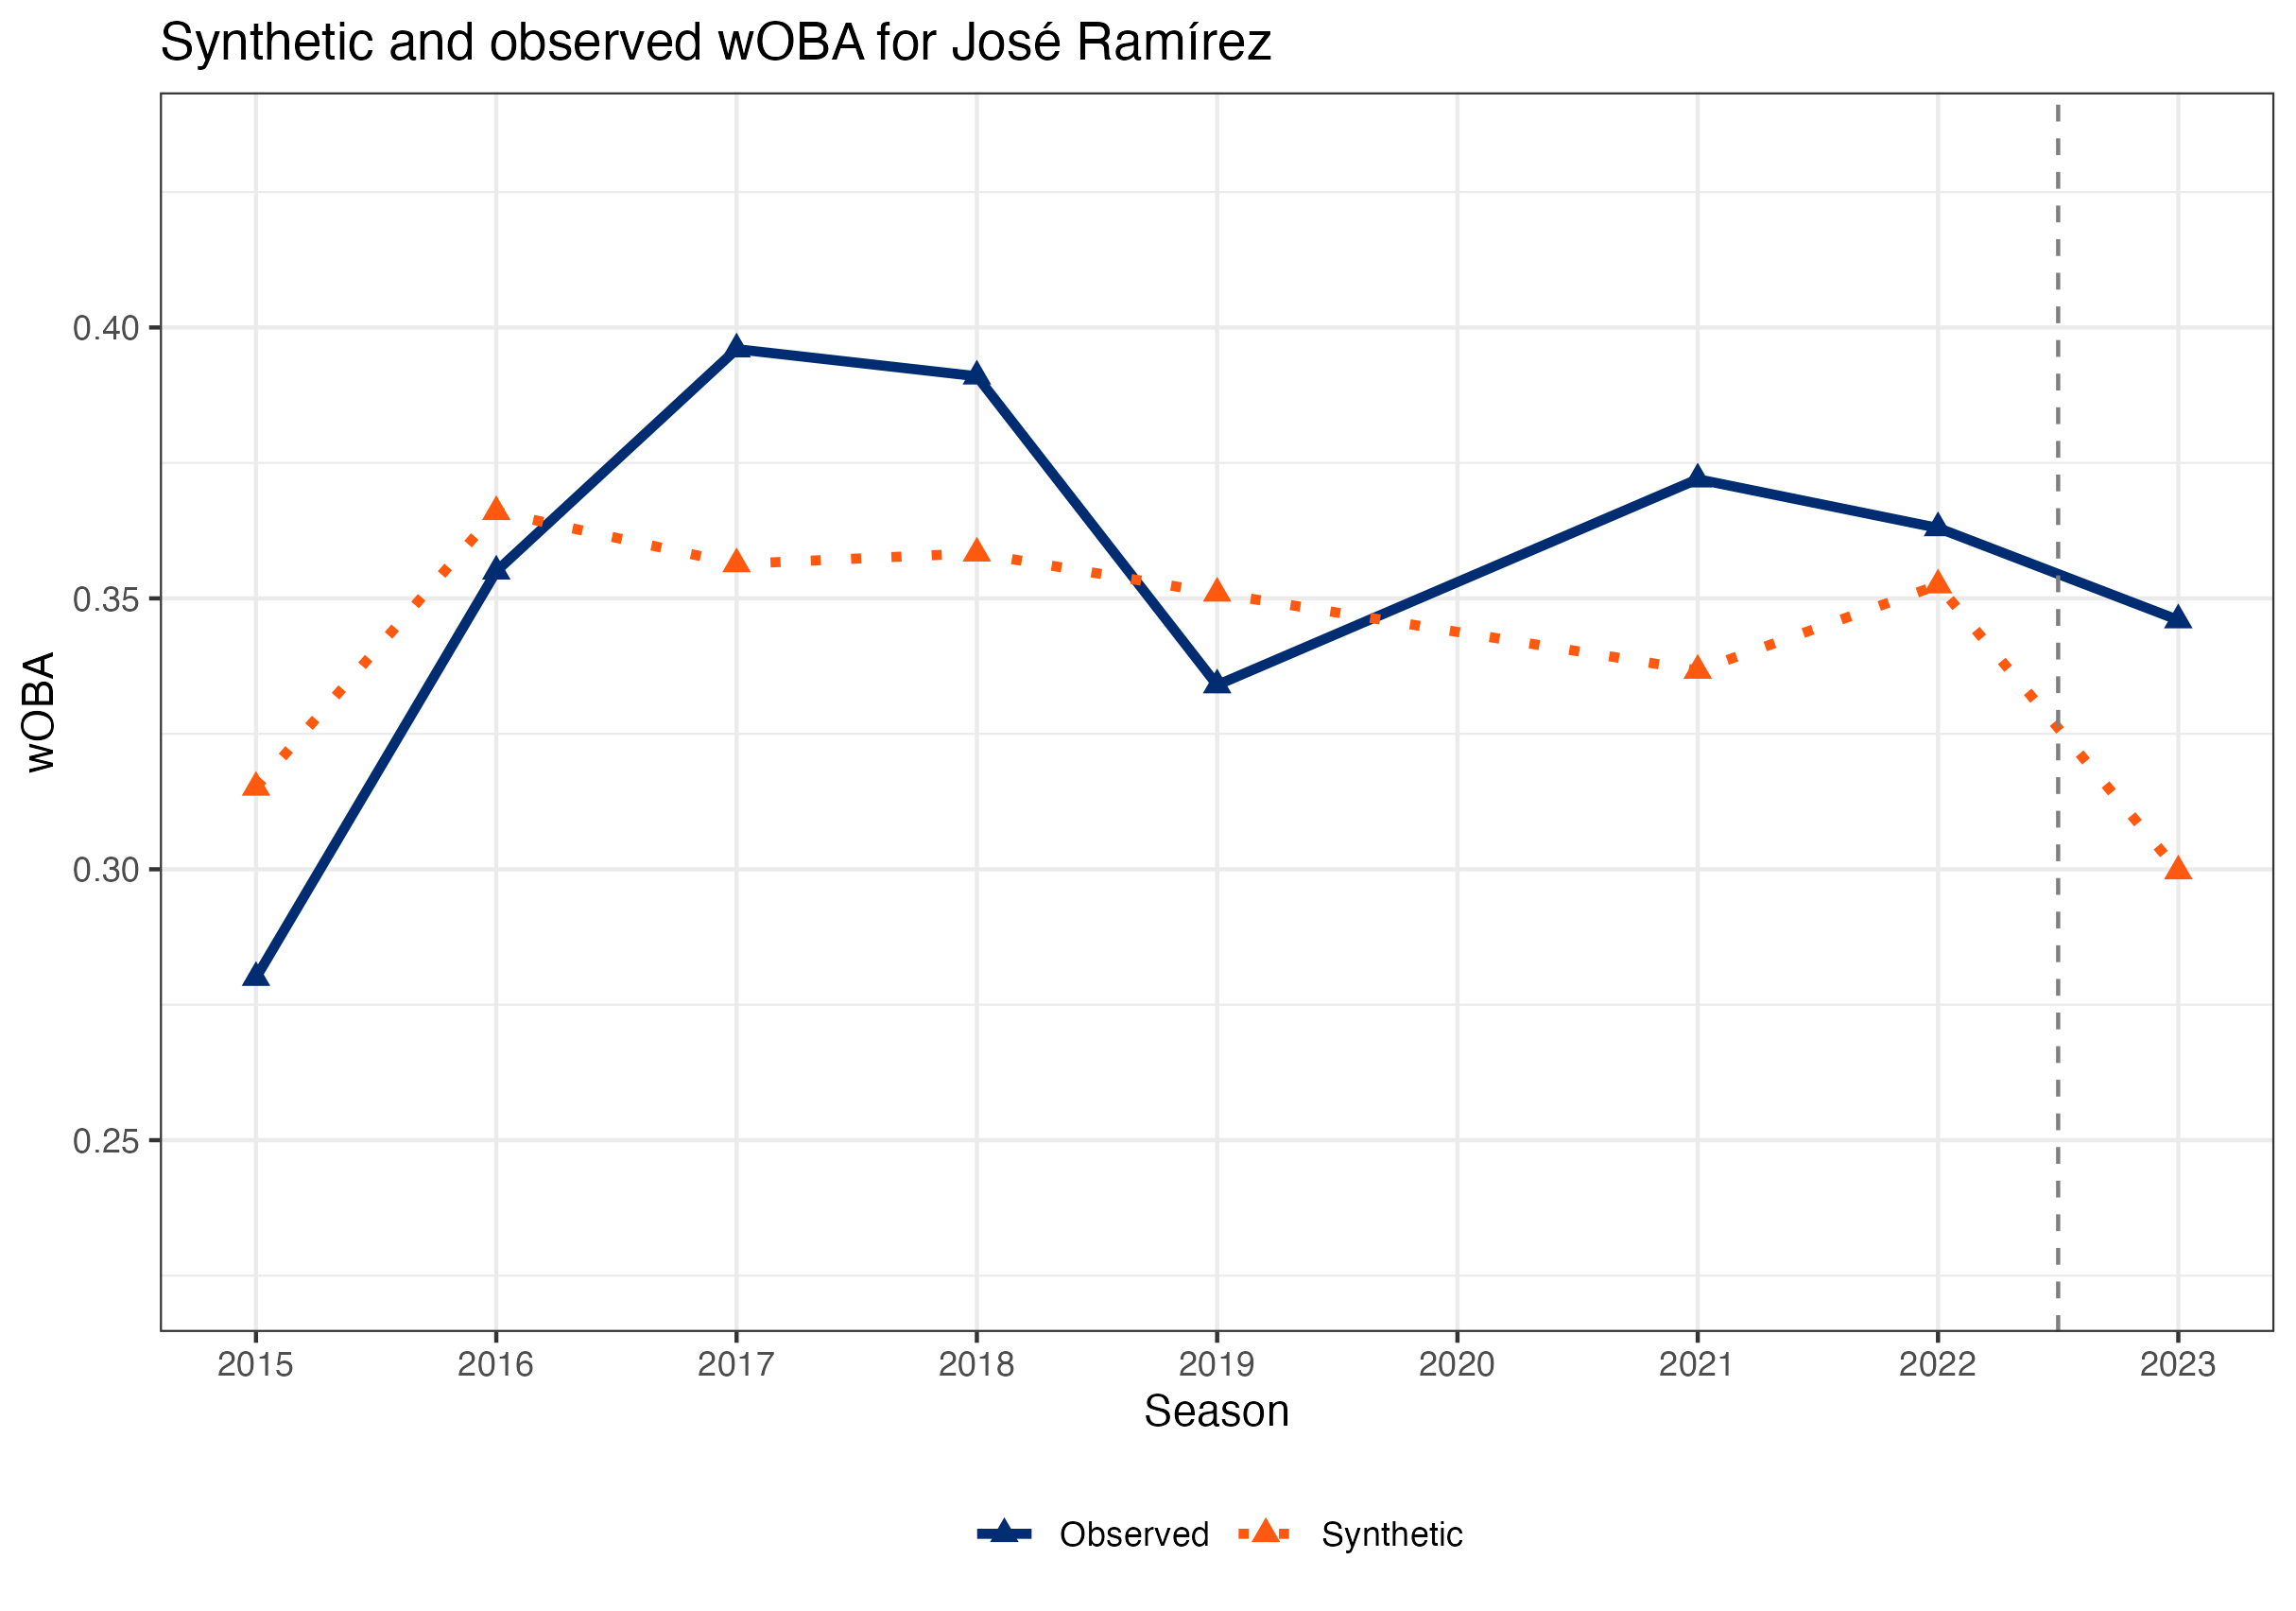 Synthetic and observed wOBA for José Ramírez
wOBA
0.40
0.35
0.30
0.25
2015 2016 2017 2018 2019 2020 2021 2022 2023
Season
Observed Synthetic